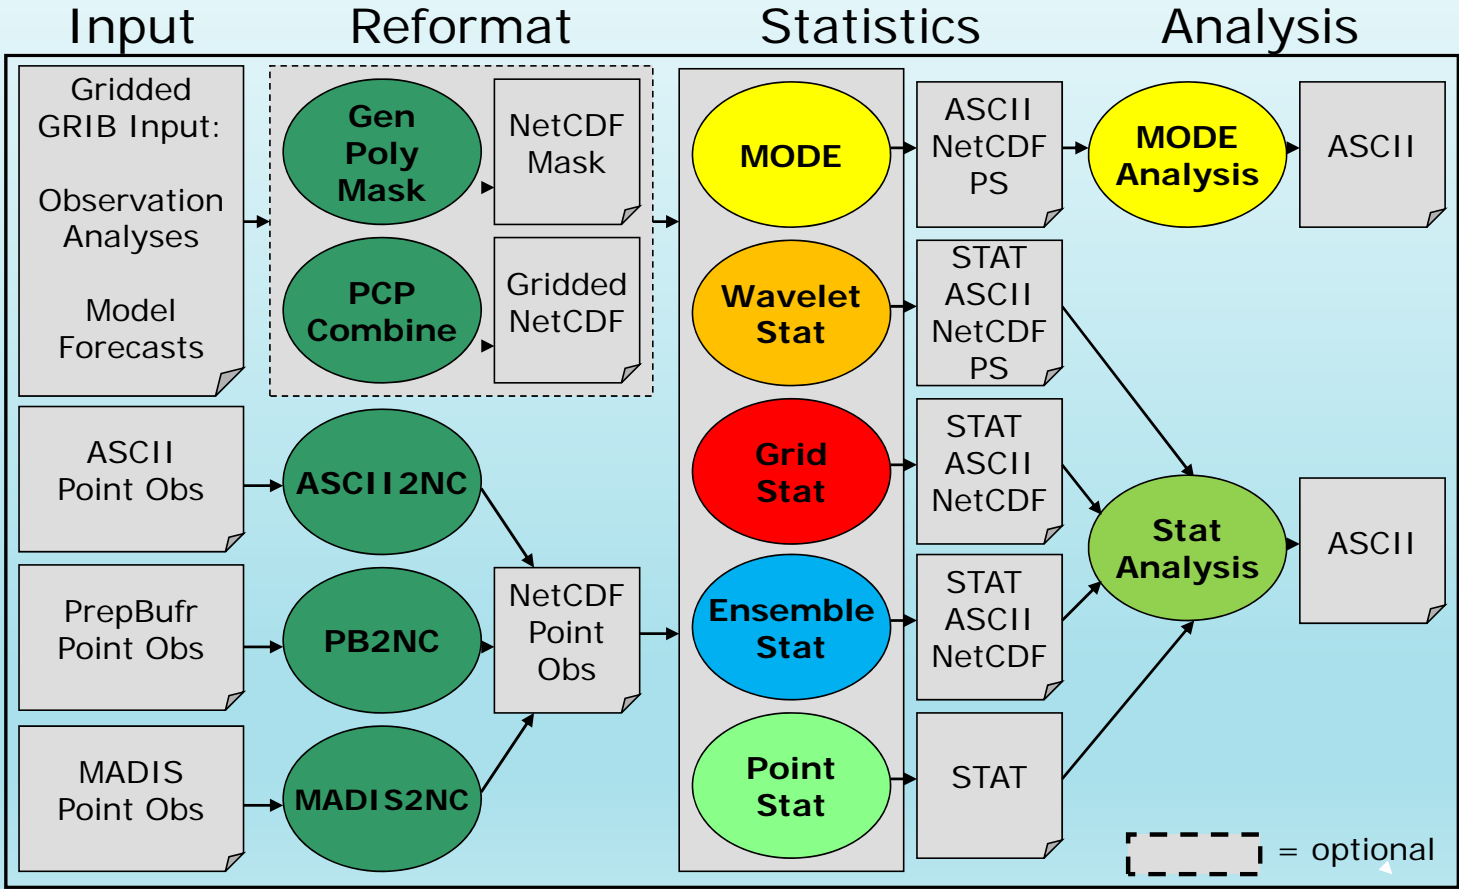 Input
Reformat
Statistics
Analysis
Gridded
GRIB Input:
Observation
Analyses
Model
Forecasts
Gen
Poly
Mask
NetCDF
Mask
PCP
Combine
Gridded
NetCDF
MODE
ASCII
NetCDF
PS
MODE
Analysis
ASCII
Wavelet
Stat
STAT
ASCII
NetCDF
PS
ASCII
Point Obs
ASCII2NC
Grid
Stat
STAT
ASCII
NetCDF
PrepBufr
Point Obs
PB2NC
NetCDF
Point
Obs
Ensemble
Stat
STAT
ASCII
NetCDF
Stat
Analysis
ASCII
MADIS
Point Obs
MADIS2NC
Point
Stat
STAT
= optional